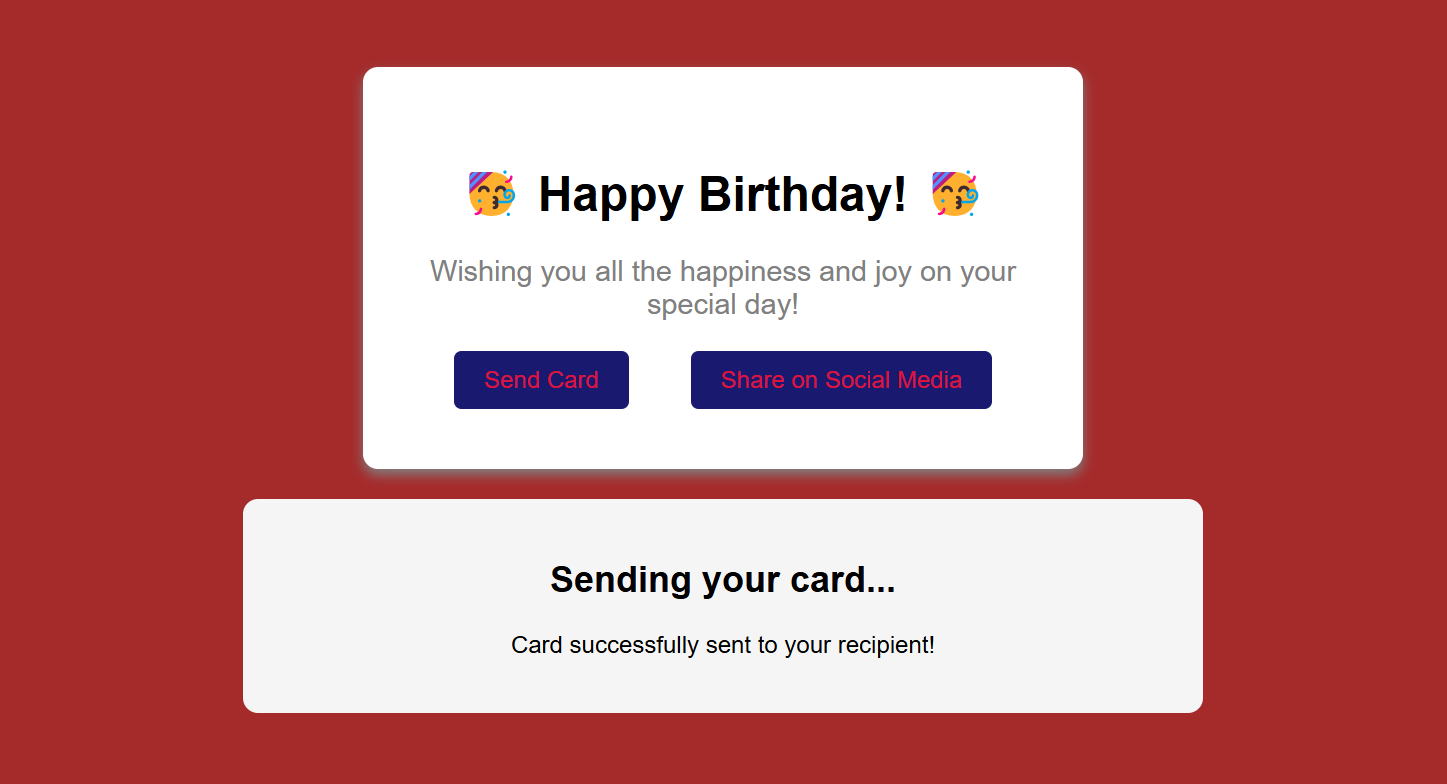 🥳 Happy Birthday! 🥳
Wishing you all the happiness and joy on your
special day!
Send Card
Share on Social Media
Sending your card...
Card successfully sent to your recipient!